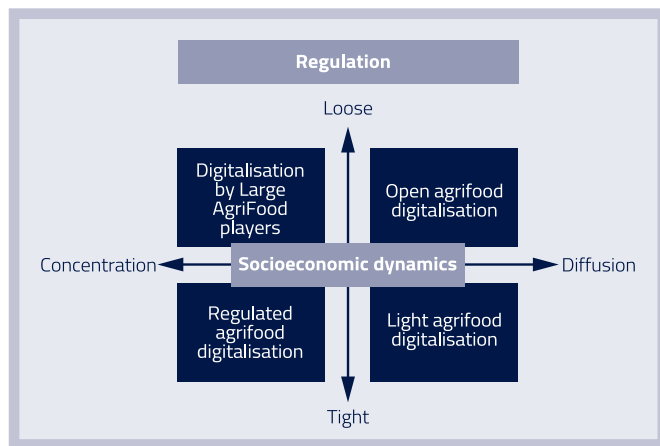 Regulation
Loose
Digitalisation
by Large
AgriFood
players
Open agrifood
digitalisation
Concentration
Socioeconomic dynamics
Diffusion
Regulated
agrifood
digitalisation
Light agrifood
digitalisation
Tight